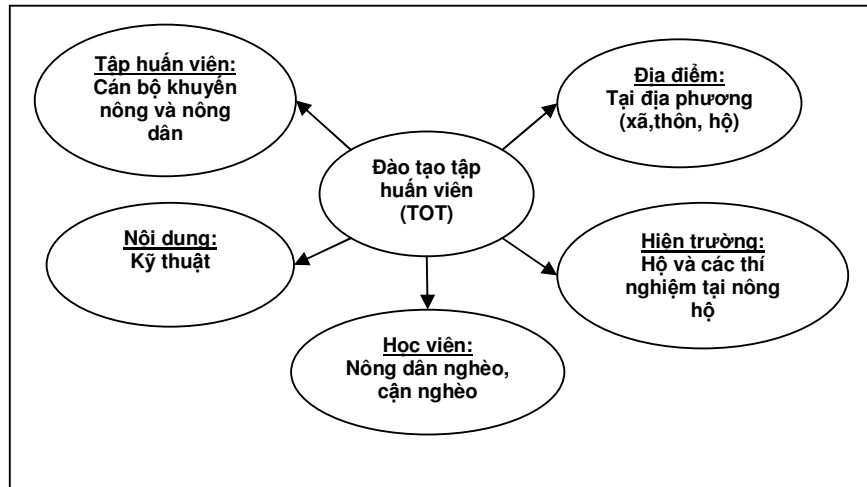 Tập huấn viên:
Cán bộ khuyến
nông và nông
dân
Địa điểm:
Tại địa phương
(xã,thôn, hộ)
Đào tạo tập
huấn viên
(TOT)
Nội dung:
Kỹ thuật
Hiện trường:
Hộ và các thí
nghiệm tại nông
hộ
Học viên:
Nông dân nghèo,
cận nghèo